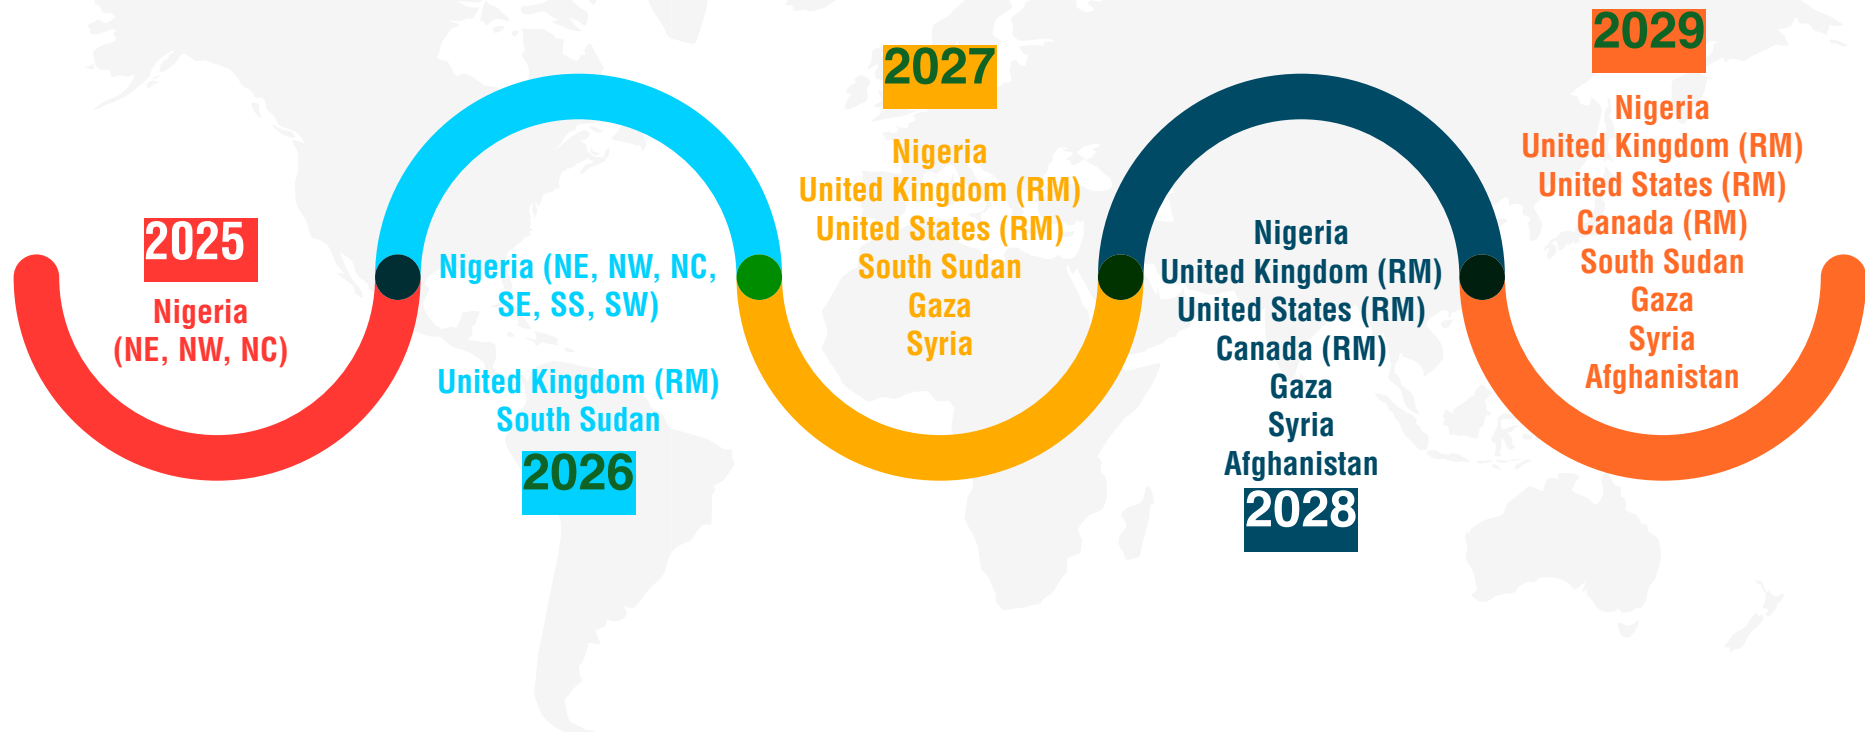 2025
Nigeria
(NE, NW, NC)
Nigeria (NE, NW, NC,
SE, SS, SW)
United Kingdom (RM)
South Sudan
2026
2027
Nigeria
United Kingdom (RM)
United States (RM)
South Sudan
Gaza
Syria
Nigeria
United Kingdom (RM)
United States (RM)
Canada (RM)
Gaza
Syria
Afghanistan
2028
2029
Nigeria
United Kingdom (RM)
United States (RM)
Canada (RM)
South Sudan
Gaza
Syria
Afghanistan